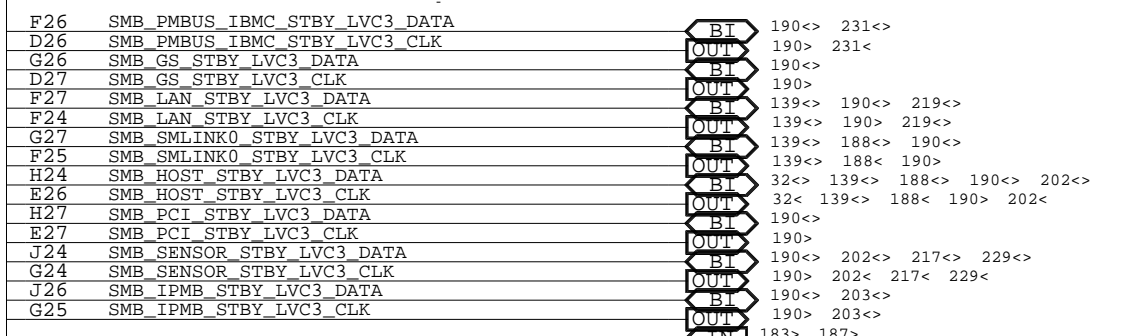 F26 SMB_PMBUS_IBMC_STBY_LVC3_DATA BI 190<> 231<>
D26 SMB_PMBUS_IBMC_STBY_LVC3_CLK OUT 190> 231<
G26 SMB_GS_STBY_LVC3_DATA BI 190<>
D27 SMB_GS_STBY_LVC3_CLK OUT 190>
F27 SMB_LAN_STBY_LVC3_DATA BI 139<> 190<> 219<>
F24 SMB_LAN_STBY_LVC3_CLK OUT 139<> 190> 219<>
G27 SMB_SMLINK0_STBY_LVC3_DATA BI 139<> 188<> 190<>
F25 SMB_SMLINK0_STBY_LVC3_CLK OUT 139<> 188< 190>
H24 SMB_HOST_STBY_LVC3_DATA BI 32<> 139<> 188<> 190<> 202<>
E26 SMB_HOST_STBY_LVC3_CLK OUT 32< 139<> 188< 190> 202<
H27 SMB_PCI_STBY_LVC3_DATA BI 190<>
E27 SMB_PCI_STBY_LVC3_CLK OUT 190>
J24 SMB_SENSOR_STBY_LVC3_DATA BI 190<> 202<> 217<> 229<>
G24 SMB_SENSOR_STBY_LVC3_CLK OUT 190> 202< 217< 229<
J26 SMB_IPMB_STBY_LVC3_DATA BI 190<> 203<>
G25 SMB_IPMB_STBY_LVC3_CLK OUT 190> 203<>
IN 183> 187>